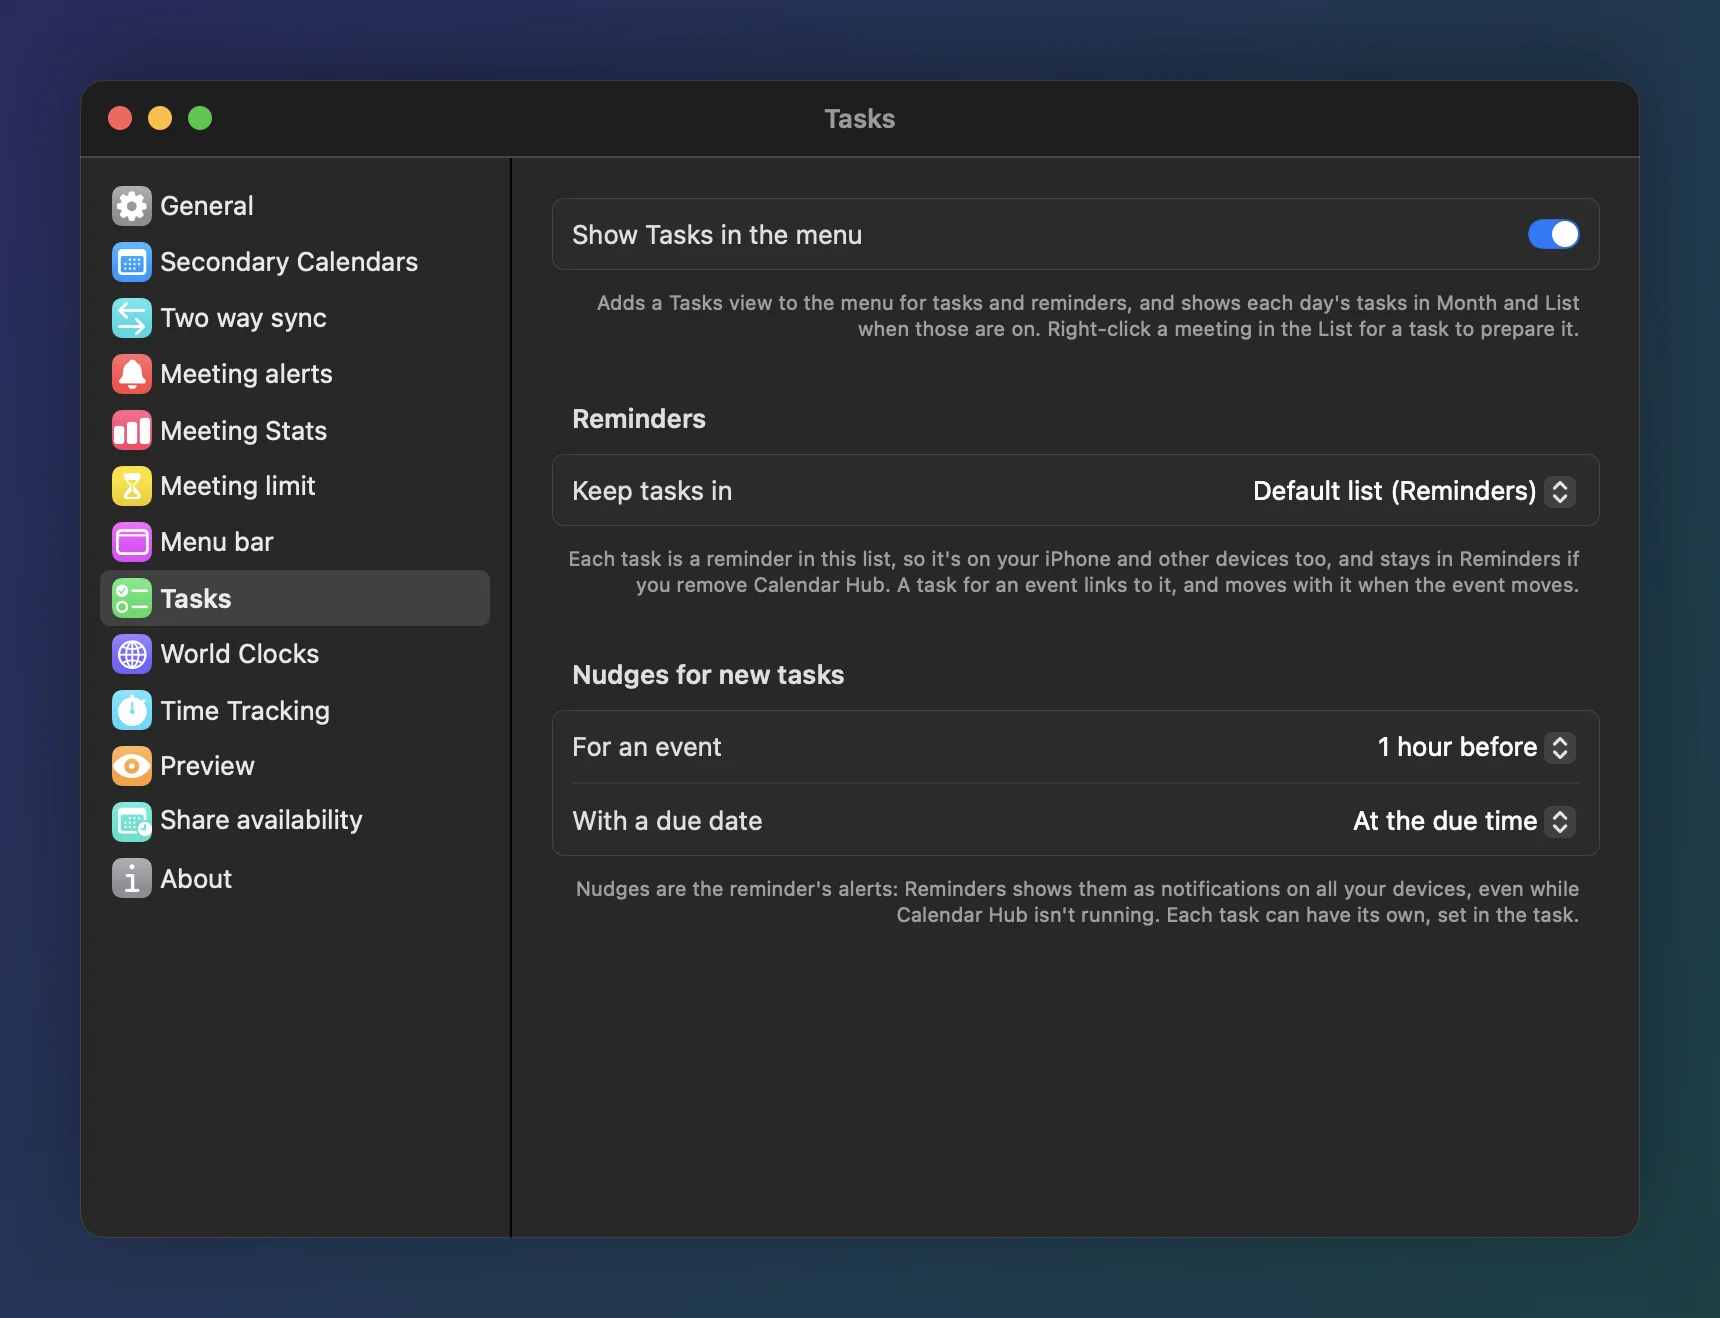 Tasks
General
Secondary Calendars
Two way sync
Meeting alerts
Meeting Stats
Meeting limit
Menu bar
Tasks
World Clocks
Time Tracking
Preview
Share availability
About
Show Tasks in the menu
Adds a Tasks view to the menu for tasks and reminders, and shows each day's tasks in Month and List
when those are on. Right-click a meeting in the List for a task to prepare it.
Reminders
Keep tasks in Default list (Reminders)
Each task is a reminder in this list, so it's on your iPhone and other devices too, and stays in Reminders if
you remove Calendar Hub. A task for an event links to it, and moves with it when the event moves.
Nudges for new tasks
For an event 1 hour before
With a due date At the due time
Nudges are the reminder's alerts: Reminders shows them as notifications on all your devices, even while
Calendar Hub isn't running. Each task can have its own, set in the task.